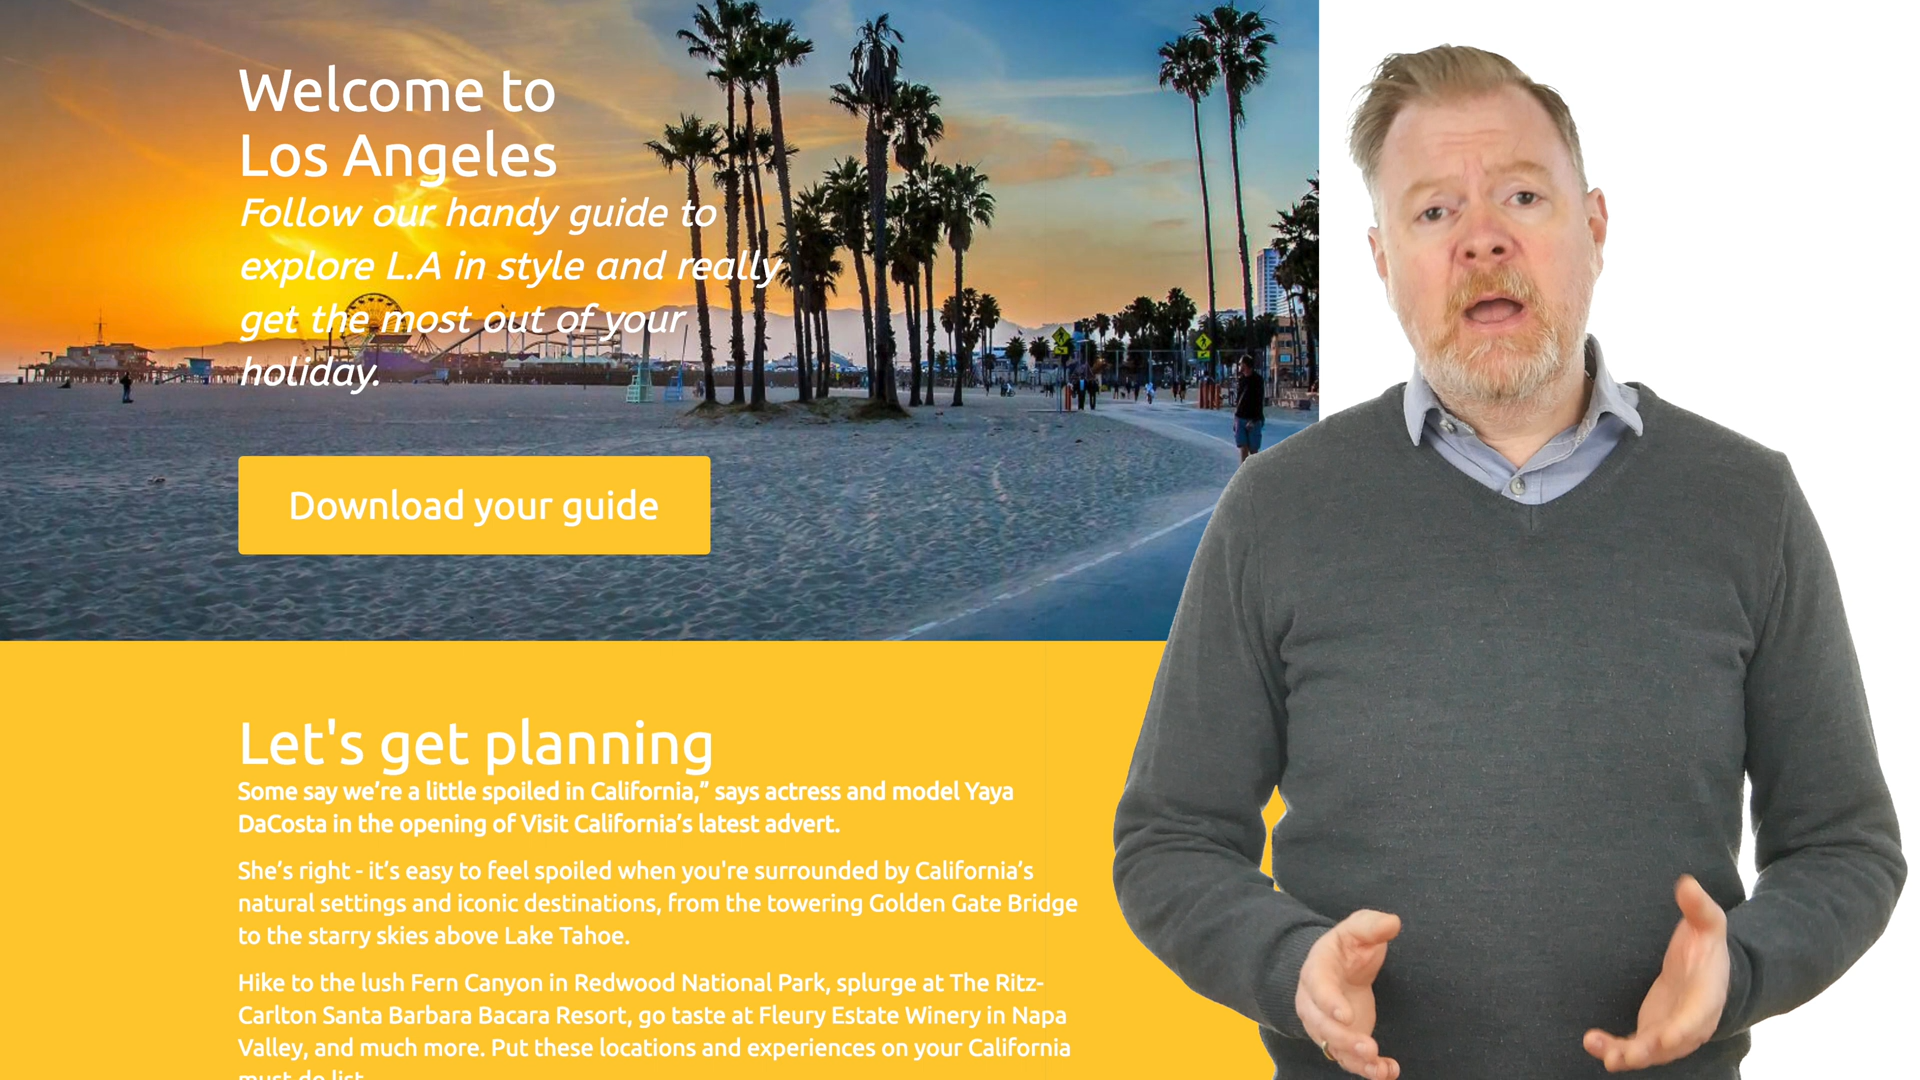 Welcome to
Los Angeles
Follow our handy guide to
explore L.A in style and really
get the most out of your
holiday.
Download your guide
Let's get planning
Some say we’re a little spoiled in California,” says actress and model Yaya
DaCosta in the opening of Visit California’s latest advert.
She’s right - it’s easy to feel spoiled when you're surrounded by California’s
natural settings and iconic destinations, from the towering Golden Gate Bridge
to the starry skies above Lake Tahoe.
Hike to the lush Fern Canyon in Redwood National Park, splurge at The Ritz-
Carlton Santa Barbara Bacara Resort, go taste at Fleury Estate Winery in Napa
Valley, and much more. Put these locations and experiences on your California
must do list